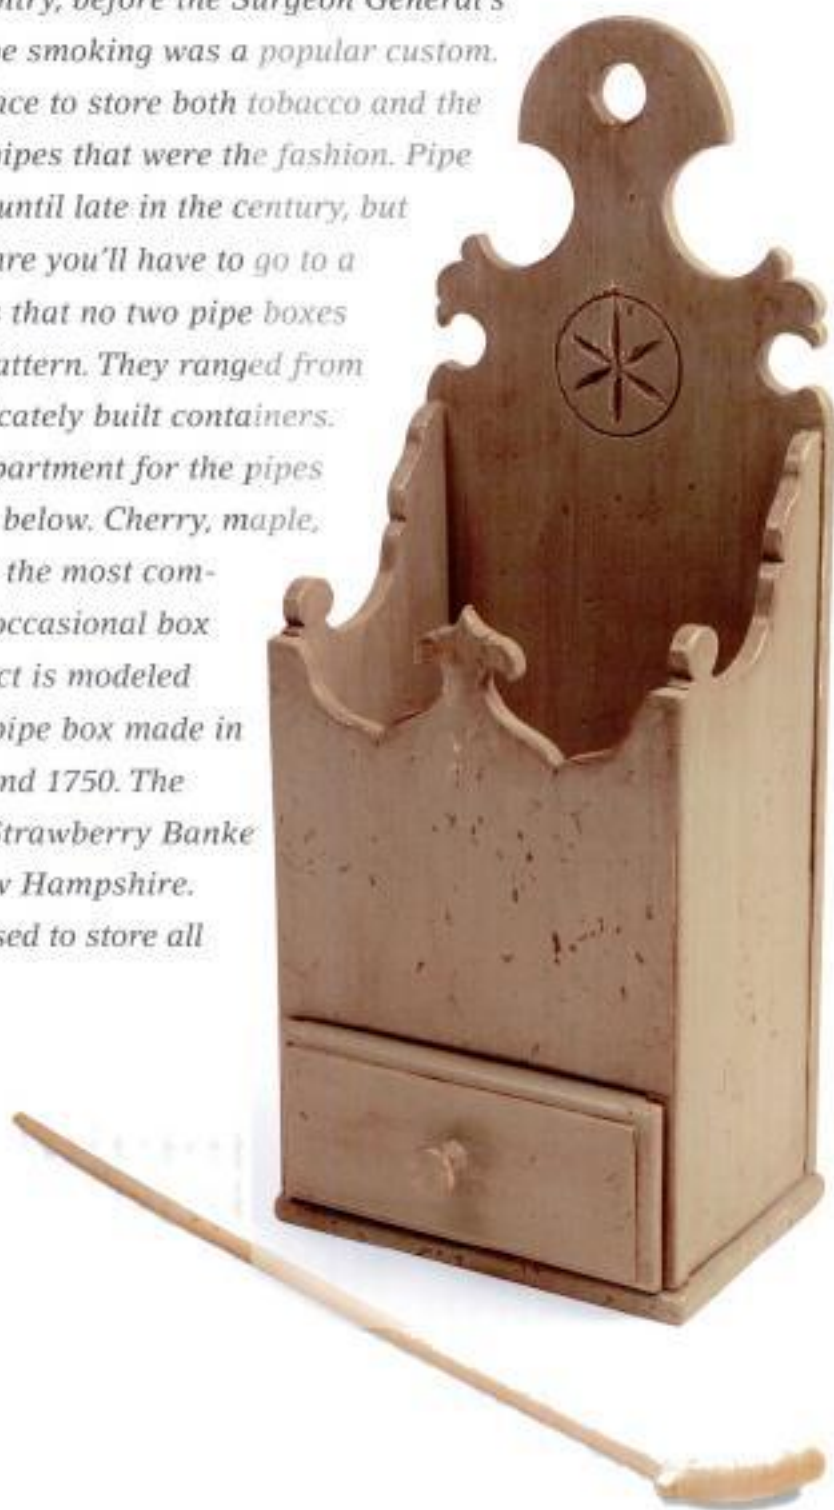 ntry, before the Surgeon General's
e smoking was a popular custom.
ace to store both tobacco and the
pipes that were the fashion. Pipe
until late in the century, but
are you'll have to go to a
s that no two pipe boxes
attern. They ranged from
cately built containers.
partment for the pipes
below. Cherry, maple,
the most com-
occasional box
ct is modeled
pipe box made in
nd 1750. The
Strawberry Banke
w Hampshire.
sed to store all